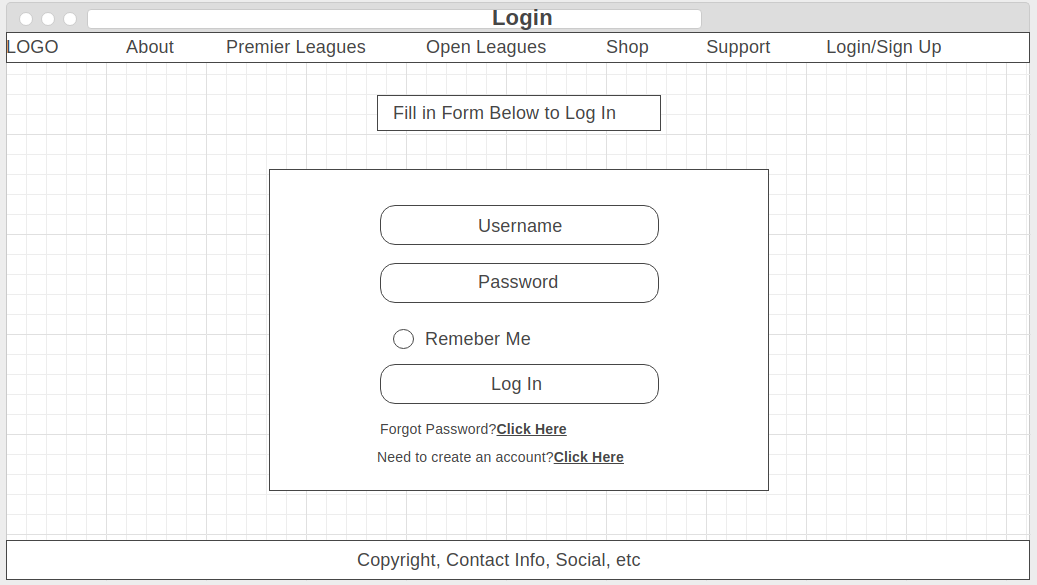 Login
LOGO About Premier Leagues Open Leagues Shop Support Login/Sign Up
Fill in Form Below to Log In
Username
Password
Remeber Me
Log In
Forgot Password?Click Here
Need to create an account?Click Here
Copyright, Contact Info, Social, etc